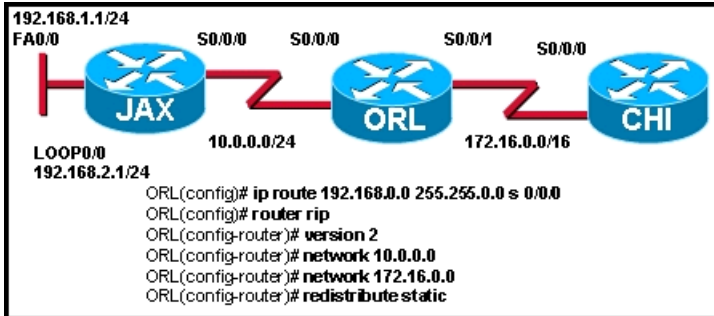 192.168.1.1/24
FA0/0
S0/0/0
S0/0/0
S0/0/1
S0/0/0
JAX
ORL
CHI
10.0.0.0/24
172.16.0.0/16
LOOP0/0
192.168.2.1/24
ORL(config)# ip route 192.168.0.0 255.255.0.0 s 0/0/0
ORL(config)# router rip
ORL(config-router)# version 2
ORL(config-router)# network 10.0.0.0
ORL(config-router)# network 172.16.0.0
ORL(config-router)# redistribute static